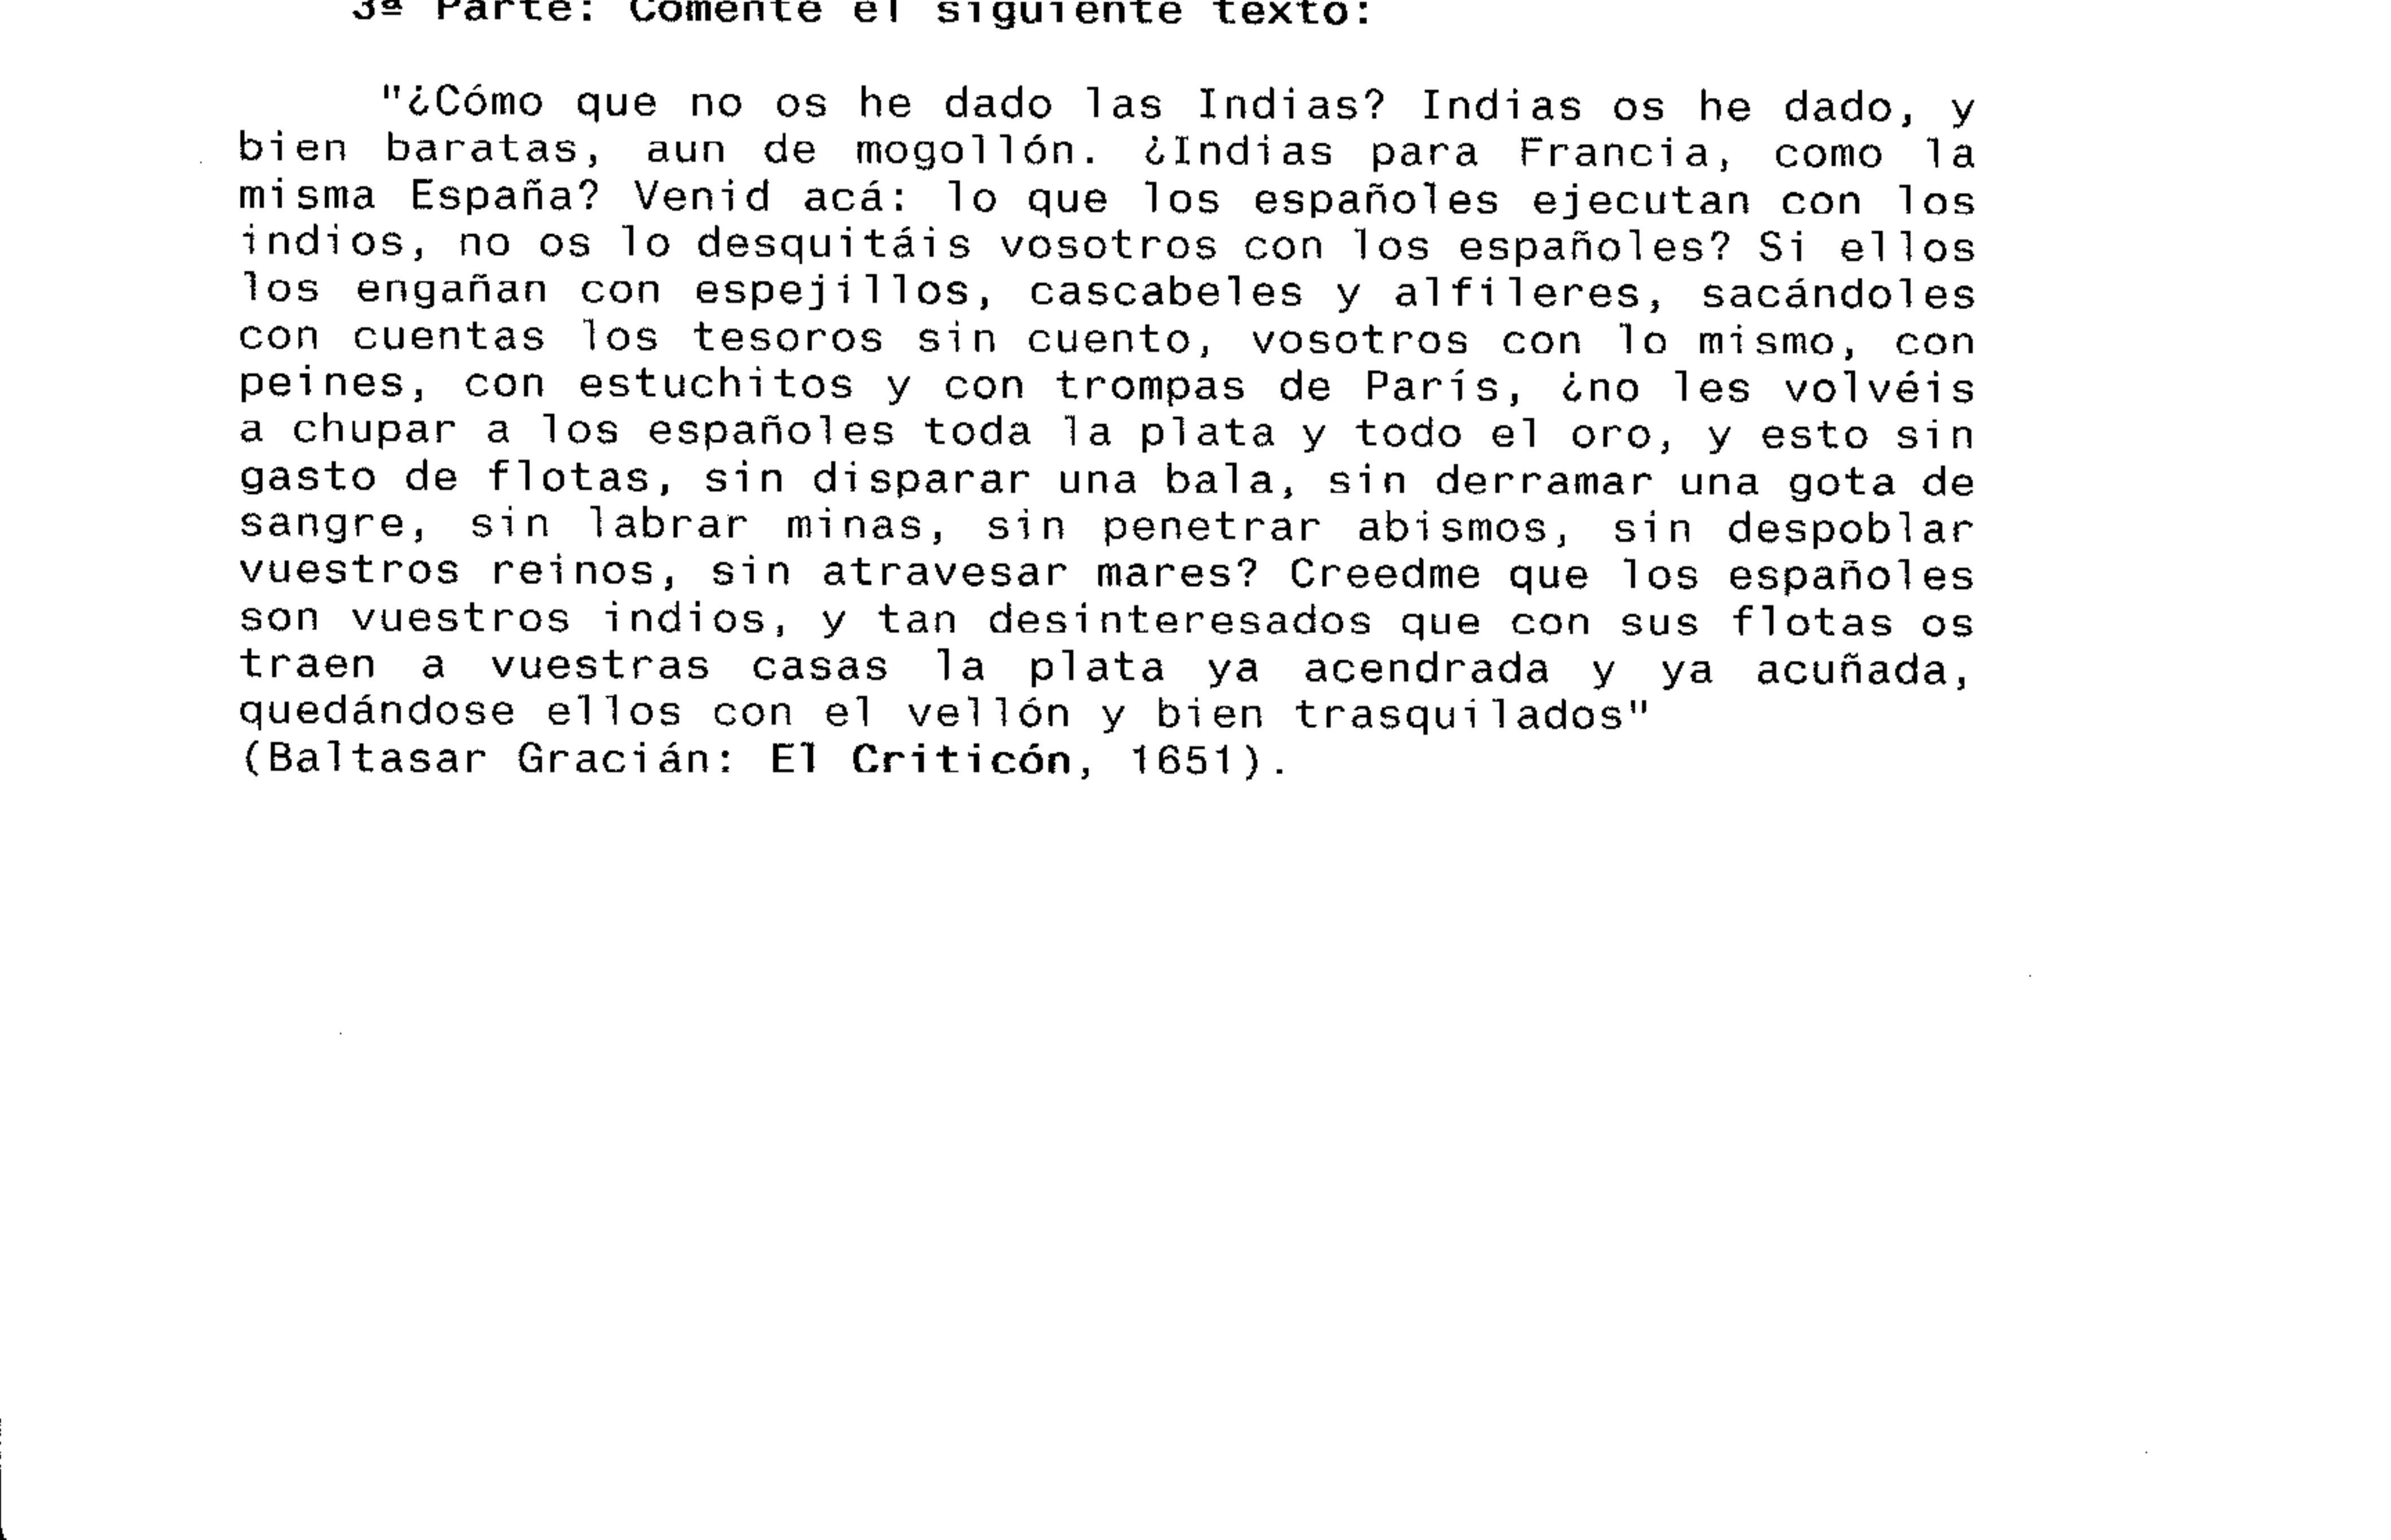 3ª Parte: Comente el siguiente texto:
"¿Cómo que no os he dado las Indias? Indias os he dado, y
bien baratas, aun de mogollón. ¿Indias para Francia, como la
misma España? Venid acá: lo que los españoles ejecutan con los
indios, no os lo desquitáis vosotros con los españoles? Si ellos
los engañan con espejillos, cascabeles y alfileres, sacándoles
con cuentas los tesoros sin cuento, vosotros con lo mismo, con
peines, con estuchitos y con trompas de París, ¿no les volvéis
a chupar a los españoles toda la plata y todo el oro, y esto sin
gasto de flotas, sin disparar una bala, sin derramar una gota de
sangre, sin labrar minas, sin penetrar abismos, sin despoblar
vuestros reinos, sin atravesar mares? Creedme que los españoles
son vuestros indios, y tan desinteresados que con sus flotas os
traen a vuestras casas la plata ya acendrada y ya acuñada,
quedándose ellos con el vellón y bien trasquilados"
(Baltasar Gracián: El Criticón, 1651).